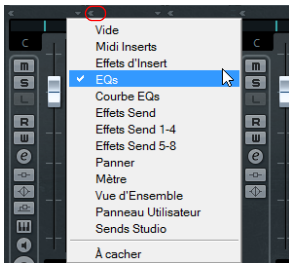 C
C
Vide
m
Midi Inserts
m
S
Effets d'Insert
S
L
✓ EQs
L
Courbe EQs
R
Effets Send
R
W
Effets Send 1-4
W
e
Effets Send 5-8
e
Panner
Mètre
Vue d'Ensemble
Panneau Utilisateur
Sends Studio
À cacher